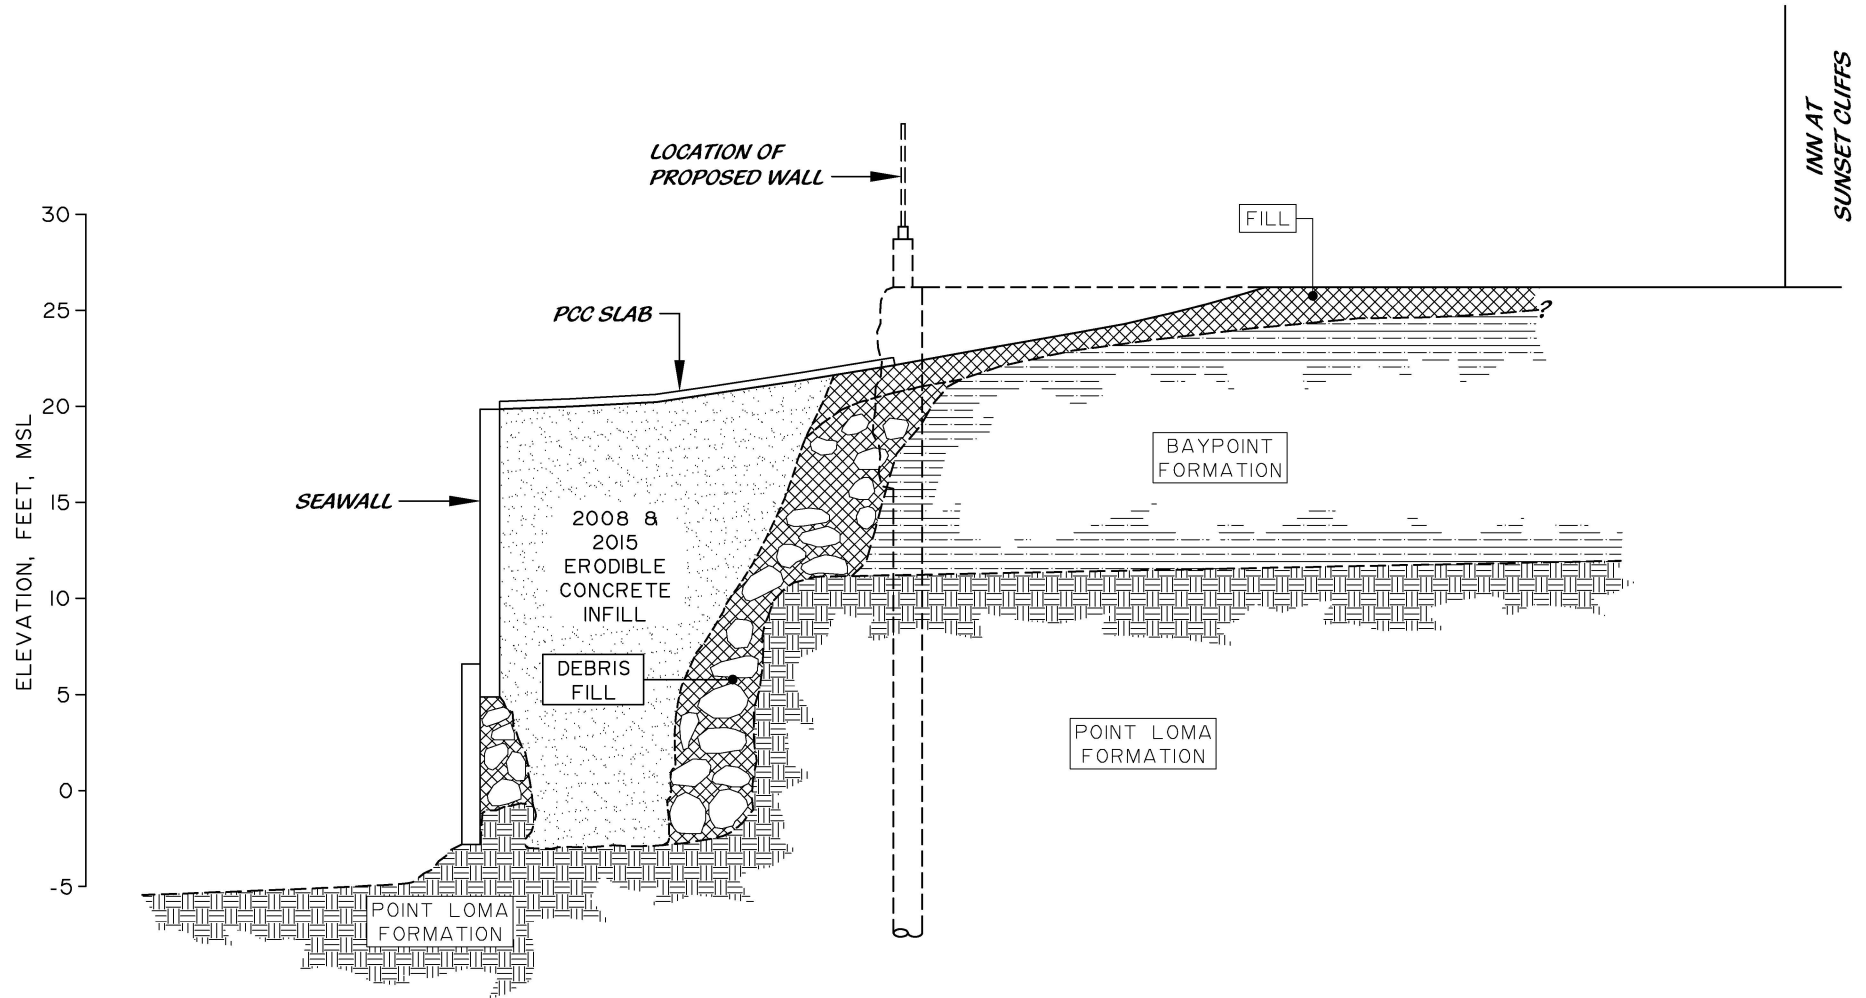 INN AT
SUNSET CLIFFS
LOCATION OF
PROPOSED WALL
30
FILL
25
PCC SLAB
?
20
ELEVATION, FEET, MSL
BAYPOINT
FORMATION
SEAWALL
15
2008 &
2015
ERODIBLE
CONCRETE
INFILL
10
DEBRIS
FILL
5
POINT LOMA
FORMATION
0
-5
POINT LOMA
FORMATION